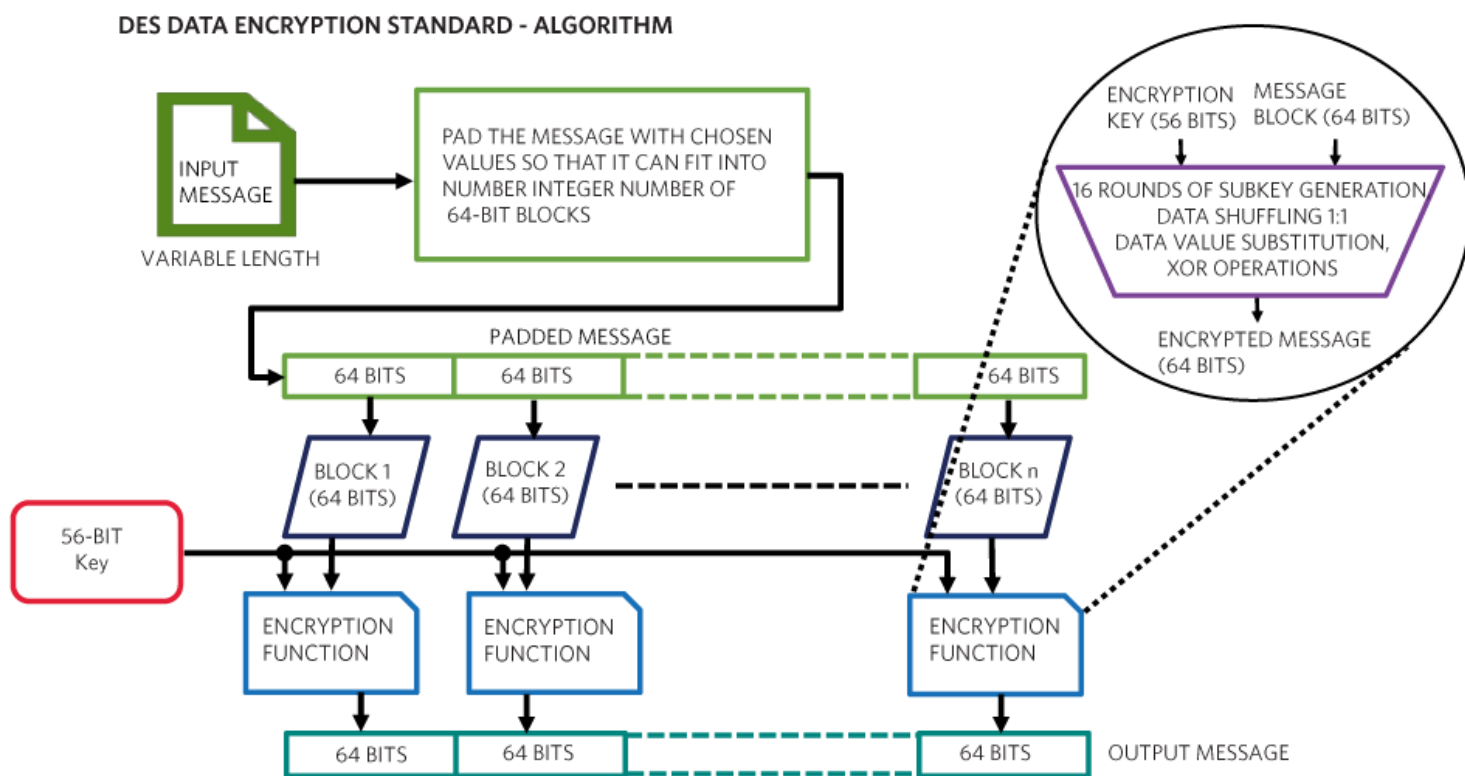 DES DATA ENCRYPTION STANDARD - ALGORITHM
INPUT
MESSAGE
VARIABLE LENGTH
PAD THE MESSAGE WITH CHOSEN
VALUES SO THAT IT CAN FIT INTO
NUMBER INTEGER NUMBER OF
64-BIT BLOCKS
ENCRYPTION
KEY (56 BITS)
MESSAGE
BLOCK (64 BITS)
16 ROUNDS OF SUBKEY GENERATION
DATA SHUFFLING 1:1
DATA VALUE SUBSTITUTION,
XOR OPERATIONS
ENCRYPTED MESSAGE
(64 BITS)
PADDED MESSAGE
64 BITS
64 BITS
64 BITS
BLOCK 1
(64 BITS)
BLOCK 2
(64 BITS)
BLOCK n
(64 BITS)
56-BIT
Key
ENCRYPTION
FUNCTION
ENCRYPTION
FUNCTION
ENCRYPTION
FUNCTION
64 BITS
64 BITS
64 BITS
OUTPUT MESSAGE